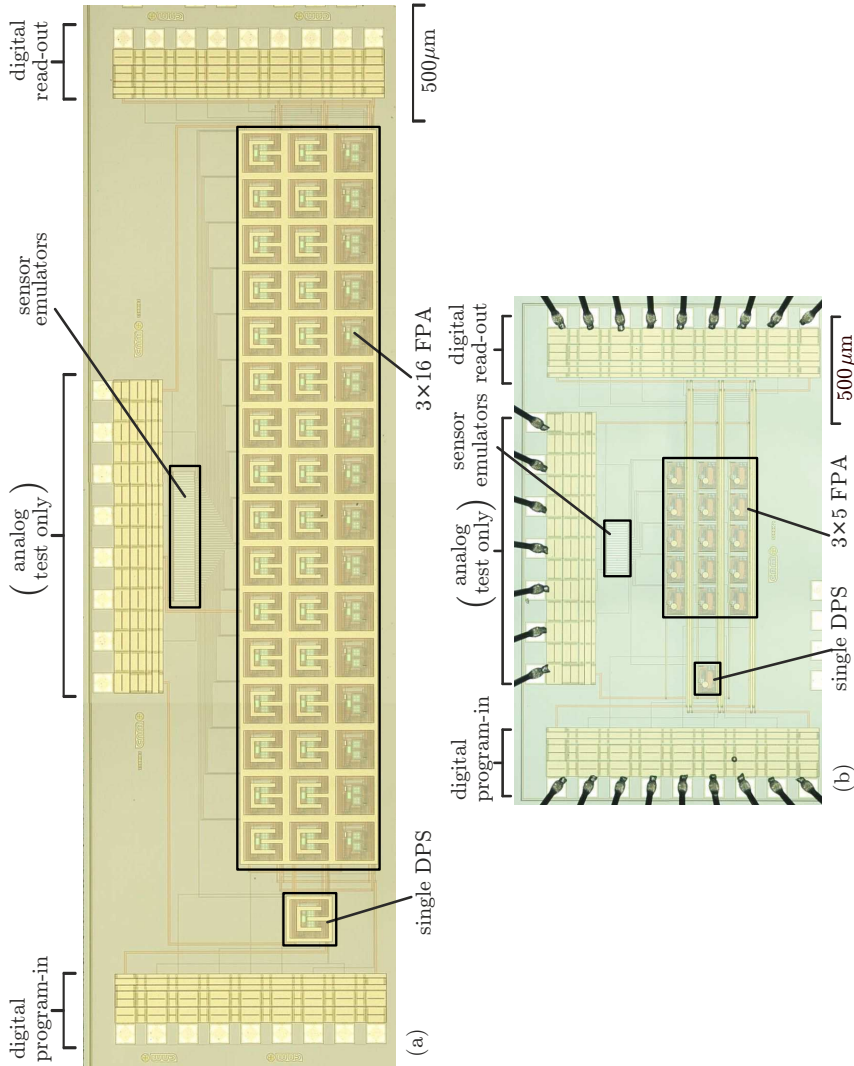 digital
program-in
(analog
test only)
sensor
emulators
digital
read-out
single DPS
3×16 FPA
500μm
(a)
digital
program-in
(analog
test only)
sensor
emulators
digital
read-out
single DPS
3×5 FPA
500μm
(b)